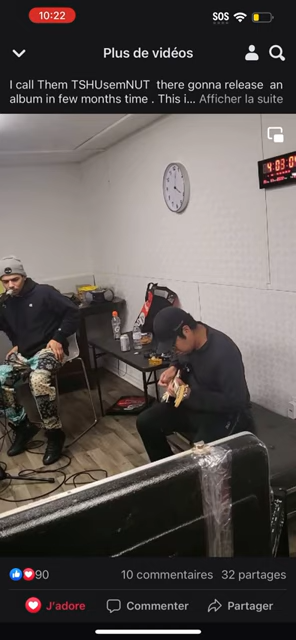 10:22 SOS
Plus de vidéos
I call Them TSHUsemNUT there gonna release an
album in few months time . This i... Afficher la suite
90 10 commentaires 32 partages
J'adore Commenter Partager